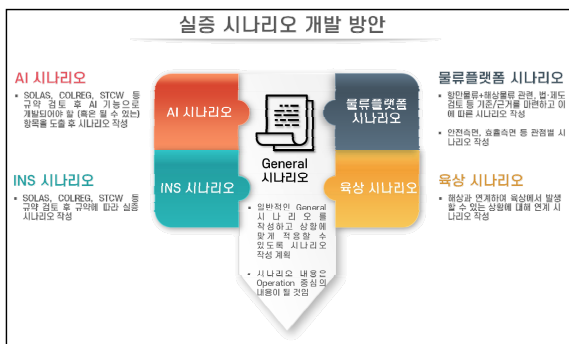 실증 시나리오 개발 방안
AI 시나리오
• SOLAS, COLREG, STCW 등
규약 검토 후 AI 기능으로
개발되어야 할 (혹은 될 수 있는)
항목을 도출 후 시나리오 작성
INS 시나리오
• SOLAS, COLREG, STCW 등
규약 검토 후 규약에 따라 실증
시나리오 작성
AI 시나리오
INS 시나리오
General
시나리오
• 일반적인 General
시나리오를
작성하고 상황에
맞게 적용할 수
있도록 시나리오
작성 계획
• 시나리오 내용은
Operation 중심의
내용이 될 것임
물류플랫폼
시나리오
육상 시나리오
물류플랫폼 시나리오
• 항만물류+해상물류 관련, 법·제도
검토 등 기준/근거를 마련하고 이
에 따른 시나리오 작성
• 안전측면, 효율측면 등 관점별 시
나리오 작성
육상 시나리오
• 해상과 연계하여 육상에서 발생
할 수 있는 상황에 대해 연계 시
나리오 작성